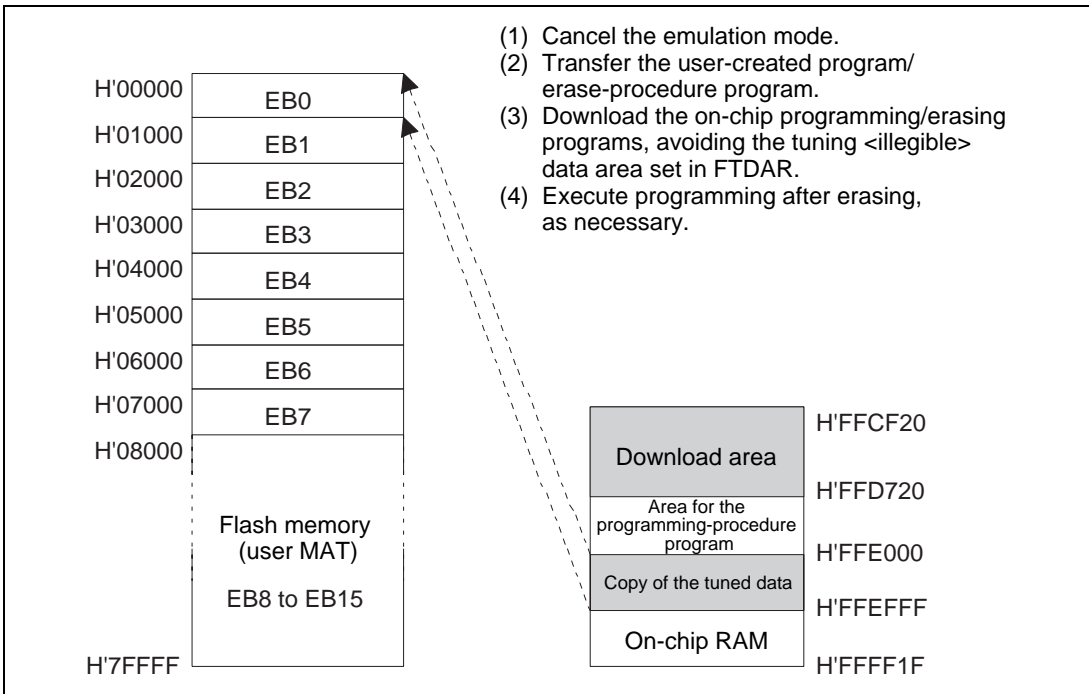 (1) Cancel the emulation mode.
(2) Transfer the user-created program/
erase-procedure program.
(3) Download the on-chip programming/erasing
programs, avoiding the tuning <illegible>
data area set in FTDAR.
(4) Execute programming after erasing,
as necessary.
H'00000
EB0
H'01000
EB1
H'02000
EB2
H'03000
EB3
H'04000
EB4
H'05000
EB5
H'06000
EB6
H'07000
EB7
H'08000
Flash memory
(user MAT)
EB8 to EB15
H'7FFFF
H'FFCF20
Download area
H'FFD720
Area for the
programming-procedure
program
H'FFE000
Copy of the tuned data
H'FFEFFF
On-chip RAM
H'FFFF1F